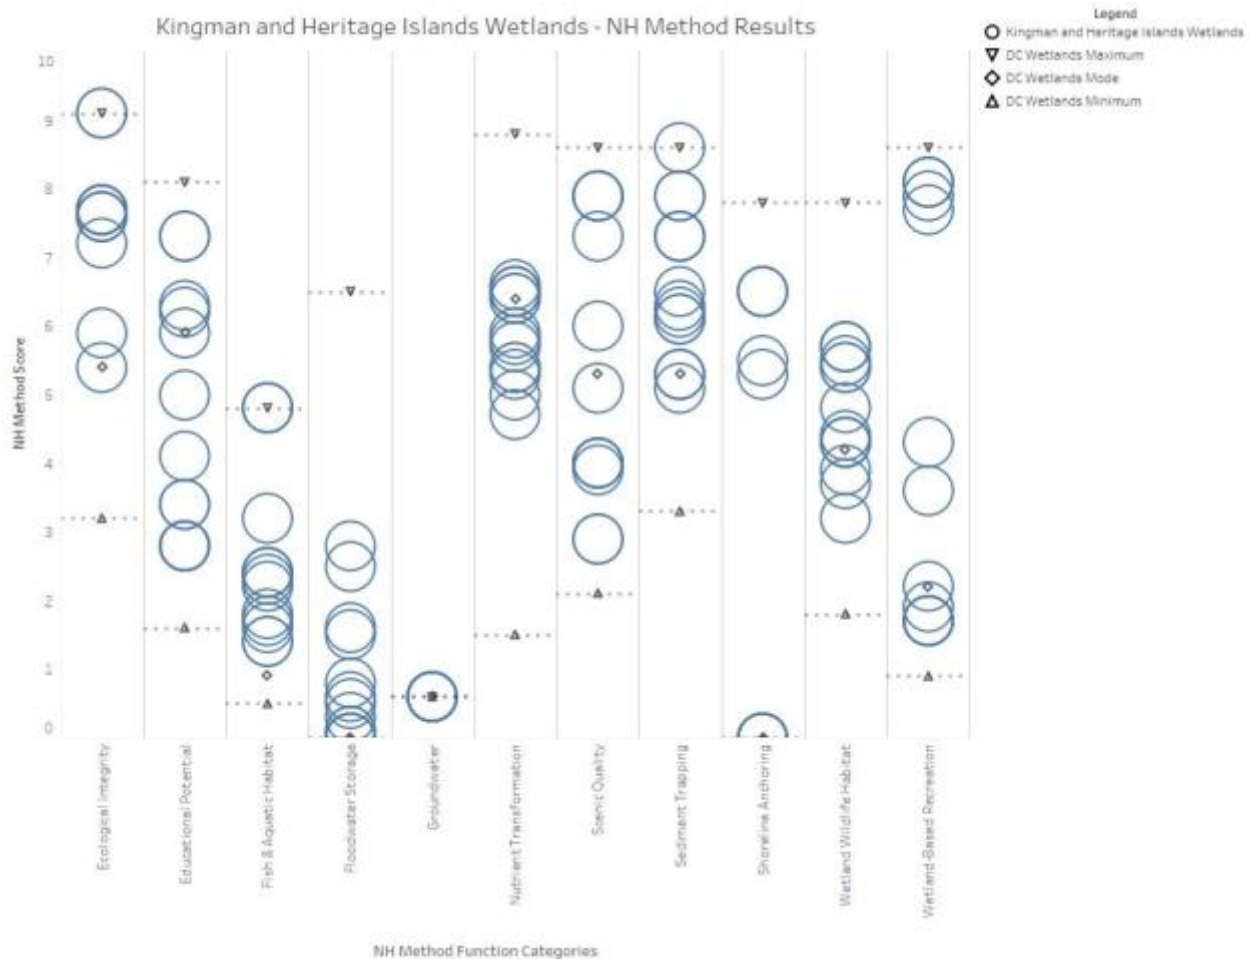 Kingman and Heritage Islands Wetlands - NH Method Results
Legend
Kingman and Heritage Islands Wetlands
DC Wetlands Maximum
DC Wetlands Mode
DC Wetlands Minimum
10
9
8
7
6
5
4
3
2
1
0
NH Method Score
Ecological Integrity
Educational Potential
Fish & Aquatic Habitat
Floodwater Storage
Groundwater
Nutrient Transformation
Scenic Quality
Sediment Trapping
Shoreline Anchoring
Wetland Wildlife Habitat
Wetland-Based Recreation
NH Method Function Categories